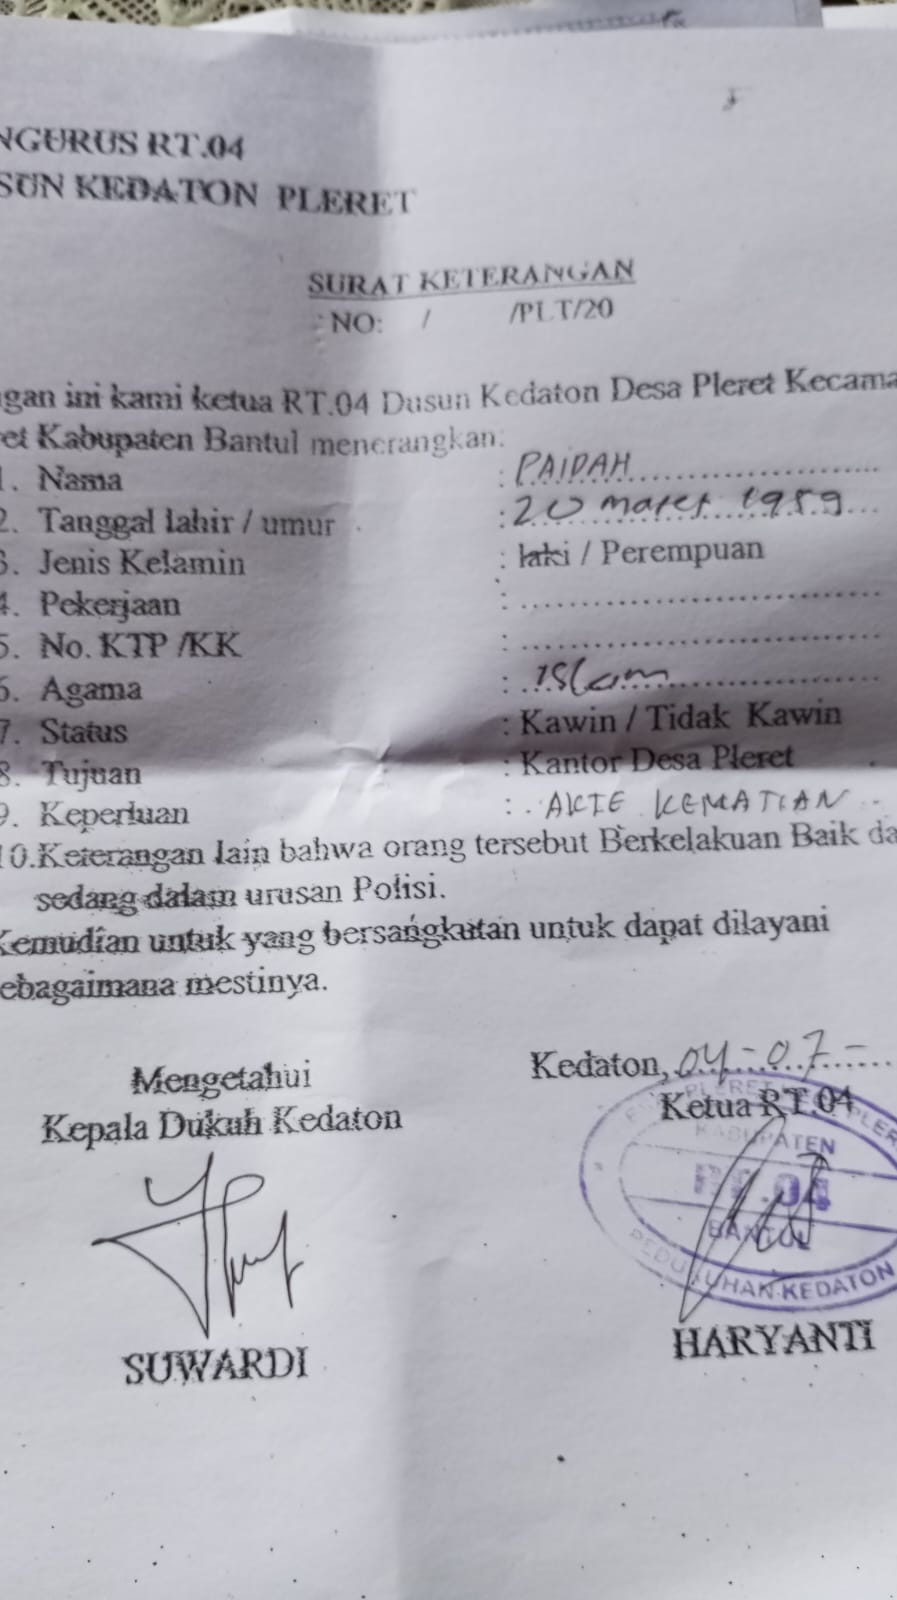 NGURUS RT.04
SUN KEDATON PLERET
SURAT KETERANGAN
NO: / /PLT/20
ngan ini kami ketua RT.04 Dusun Kedaton Desa Pleret Kecama
et Kabupaten Bantul menerangkan:
1. Nama : PAIDAH
2. Tanggal lahir / umur : 20 maret 1959
3. Jenis Kelamin : laki / Perempuan
4. Pekerjaan :
5. No. KTP /KK :
6. Agama : islam
7. Status : Kawin / Tidak Kawin
8. Tujuan : Kantor Desa Pleret
9. Keperluan : AKTE KEMATIAN
10.Keterangan lain bahwa orang tersebut Berkelakuan Baik da
sedang dalam urusan Polisi.
Kemudian untuk yang bersangkutan untuk dapat dilayani
ebagaimana mestinya.
Kedaton, 04-07-
Mengetahui
Ketua RT.04
Kepala Dukuh Kedaton
KABUPATEN
BANTUL
PEDUKUHAN KEDATON
SUWARDI
HARYANTI